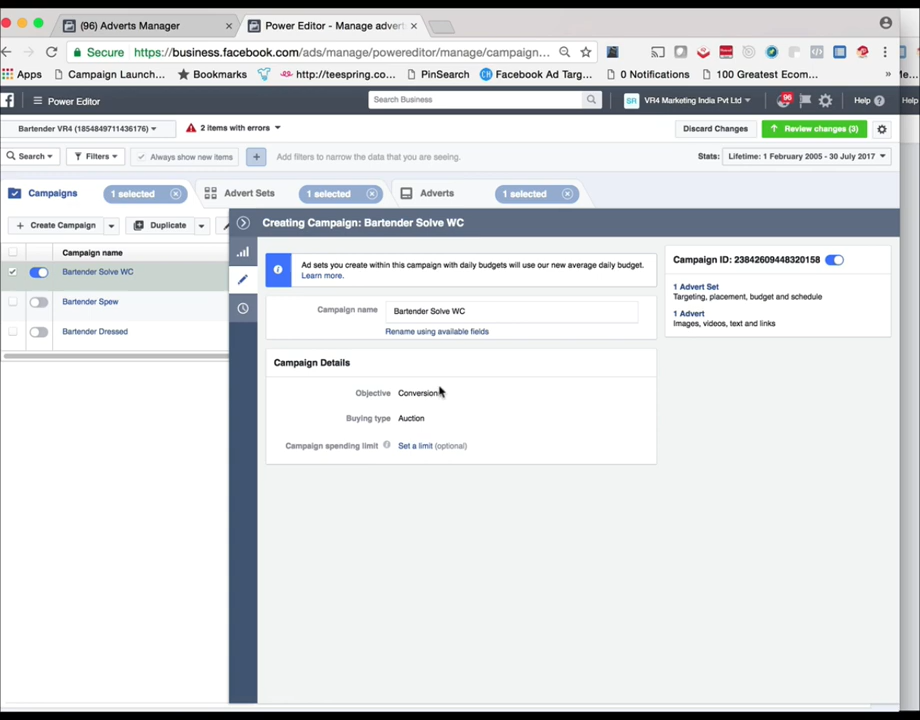 (96) Adverts Manager
Power Editor - Manage advert
Secure https://business.facebook.com/ads/manage/powereditor/manage/campaign...
Apps Campaign Launch... Bookmarks http://teespring.co... PinSearch CH Facebook Ad Targ... 0 Notifications 100 Greatest Ecom... »
Power Editor Search Business SR VR4 Marketing India Pvt Ltd 96 Help
Help
Bartender VR4 (1854849711436176) 2 items with errors Discard Changes Review changes (3)
Search Filters Always show new items + Add filters to narrow the data that you are seeing. Stats: Lifetime: 1 February 2005 - 30 July 2017
Campaigns 1 selected Advert Sets 1 selected Adverts 1 selected
+ Create Campaign Duplicate
Creating Campaign: Bartender Solve WC
Campaign name
Bartender Solve WC
Bartender Spew
Bartender Dressed
Ad sets you create within this campaign with daily budgets will use our new average daily budget.
Learn more.
Campaign name Bartender Solve WC
Rename using available fields
Campaign Details
Objective Conversions
Buying type Auction
Campaign spending limit Set a limit (optional)
Campaign ID: 23842609448320158
1 Advert Set
Targeting, placement, budget and schedule
1 Advert
Images, videos, text and links